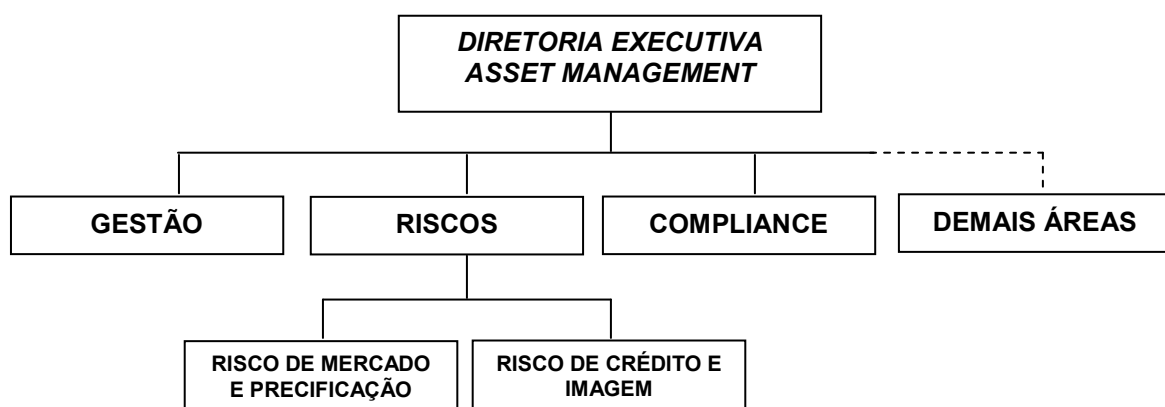 DIRETORIA EXECUTIVA
ASSET MANAGEMENT
GESTÃO
RISCOS
COMPLIANCE
DEMAIS ÁREAS
RISCO DE MERCADO
E PRECIFICAÇÃO
RISCO DE CRÉDITO E
IMAGEM